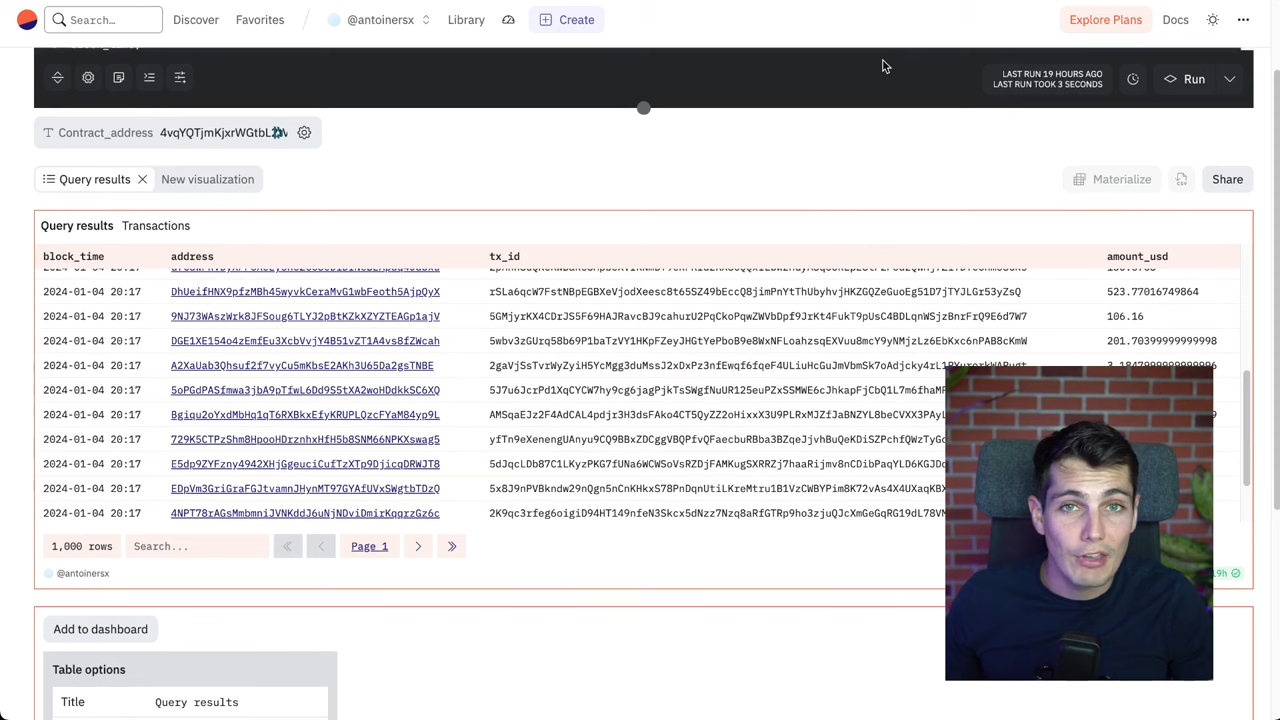 Search...
Discover
Favorites
@antoinersx
Library
Create
Explore Plans
Docs
LAST RUN 19 HOURS AGO
LAST RUN TOOK 3 SECONDS
Run
Contract_address
Query results
New visualization
Materialize
Share
Query results Transactions
block_time address tx_id amount_usd
2024-01-04 20:17 DhUeifHNX9pfzMBh45wyvkCeraMvG1wbFeoth5AjpQyX rSLa6qcW7FstNBpEGBXeVjodXeesc8t65SZ49bEccQ8jimPnYtThUbyhvjHKZGQZeGuoEg51D7jTYJLGr53yZsQ 523.77016749864
2024-01-04 20:17 9NJ73WAszWrk8JFSoug6TLYJ2pBtKZkXZYZTEAGp1ajV 5GMjyrKX4CDrJS5F69HAJRavcBJ9cahurU2PqCkoPqwZWVbDpf9JrKt4FukT9pUsC4BDLqnWSjzBnrFrQ9E6d7W7 106.16
2024-01-04 20:17 DGE1XE154o4zEmfEu3XcbVvjY4B51vZT1A4vs8fZWcah 5wbv3zGUrq58b69P1baTzVY1HKpFZeyJHGtYePboB9e8WxNFLoahzsqEXVuu8mcY9yNMjzLz6EbKxc6nPAB8cKmW 201.70399999999998
2024-01-04 20:17 A2XaUab3Qhsuf2f7vyCu5mKbsE2AKh3U65Da2gsTNBE
2024-01-04 20:17 5oPGdPASfmwa3jbA9pTfwL6Dd9S5tXA2woHDdkkSC6XQ
2024-01-04 20:17 Bgiqu2oYxdMbHq1qT6RXBkxEfyKRUPLQzcFYaM84yp9L
2024-01-04 20:17 729K5CTPzShm8HpooHDrznhxHfH5b8SNM66NPKXswag5
2024-01-04 20:17 E5dp9ZYFzny4942XHjGgeuciCufTzXTp9DjicqDRWJT8
2024-01-04 20:17 EDpVm3GriGraFGJtvamnJHynMT97GYAfUVxSWgtbTDzQ
2024-01-04 20:17 4NPT78rAGsMmbmniJVNKddJ6uNjNDviDmirKqqrzGz6c
1,000 rows
Search...
Page 1
@antoinersx
Add to dashboard
Table options
Title Query results